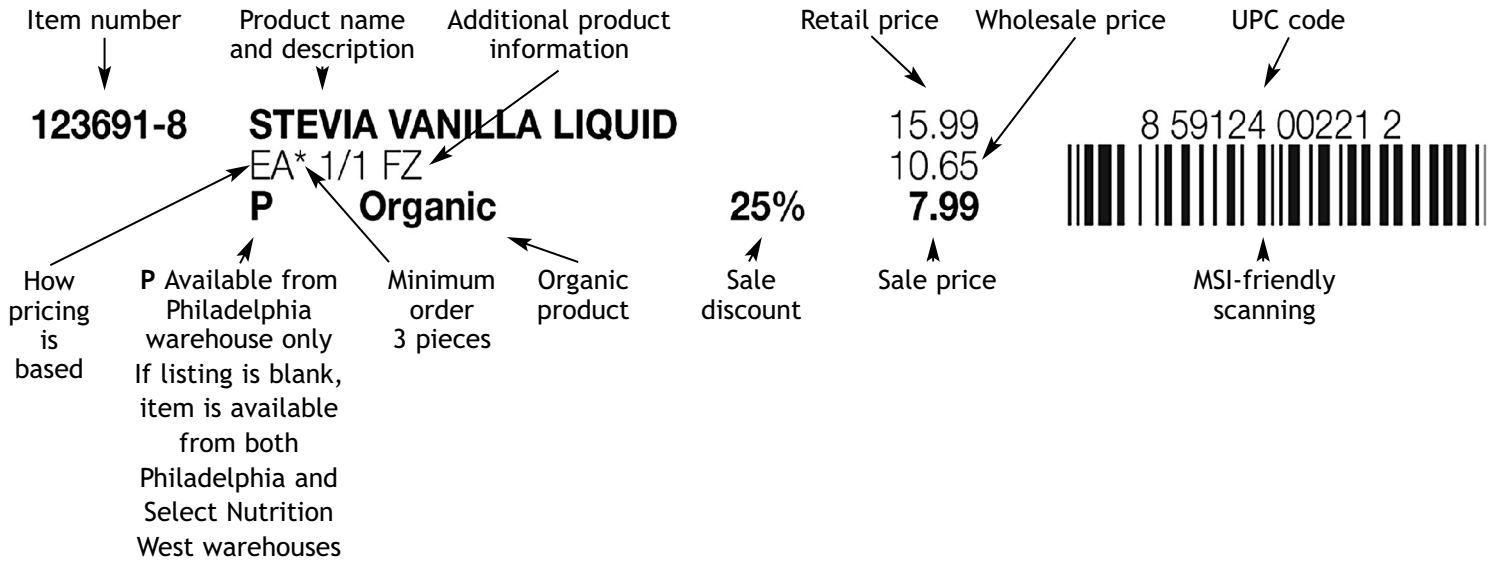 Item number
Product name
and description
Additional product
information
Retail price
Wholesale price
UPC code
123691-8
STEVIA VANILLA LIQUID
15.99
8 59124 00221 2
EA* 1/1 FZ
10.65
P
Organic
25%
7.99
How
pricing
is
based
P Available from
Philadelphia
warehouse only
If listing is blank,
item is available
from both
Philadelphia and
Select Nutrition
West warehouses
Minimum
order
3 pieces
Organic
product
Sale
discount
Sale price
MSI-friendly
scanning